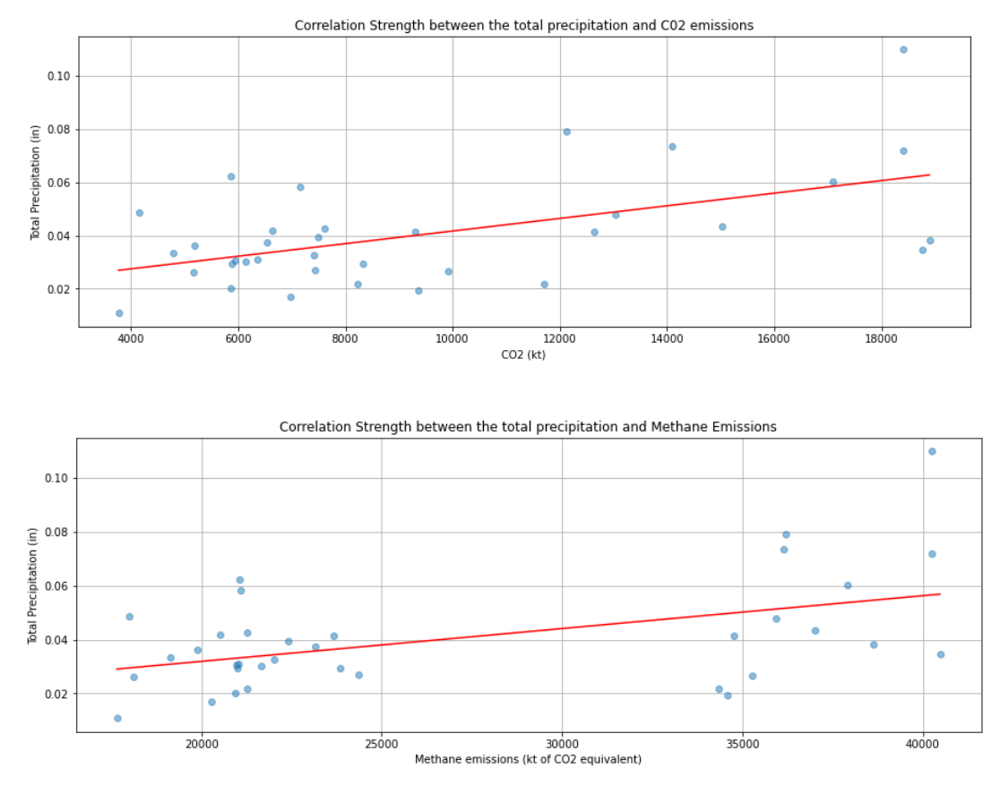 Correlation Strength between the total precipitation and C02 emissions
0.10
0.08
0.06
0.04
0.02
Total Precipitation (in)
4000 6000 8000 10000 12000 14000 16000 18000
CO2 (kt)
Correlation Strength between the total precipitation and Methane Emissions
0.10
0.08
0.06
0.04
0.02
Total Precipitation (in)
20000 25000 30000 35000 40000
Methane emissions (kt of CO2 equivalent)